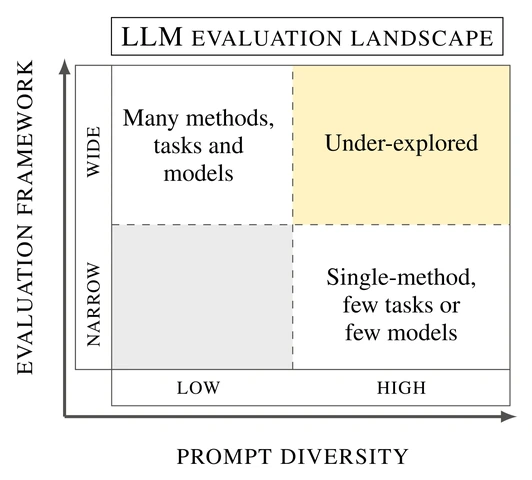 LLM EVALUATION LANDSCAPE
EVALUATION FRAMEWORK
WIDE
Many methods,
tasks and
models
Under-explored
NARROW
Single-method,
few tasks or
few models
LOW
HIGH
PROMPT DIVERSITY